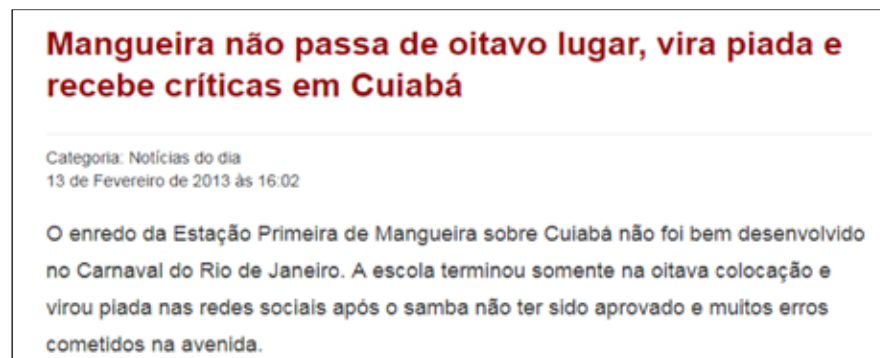 Mangueira não passa de oitavo lugar, vira piada e
recebe críticas em Cuiabá
Categoria: Notícias do dia
13 de Fevereiro de 2013 às 16:02
O enredo da Estação Primeira de Mangueira sobre Cuiabá não foi bem desenvolvido
no Carnaval do Rio de Janeiro. A escola terminou somente na oitava colocação e
virou piada nas redes sociais após o samba não ter sido aprovado e muitos erros
cometidos na avenida.